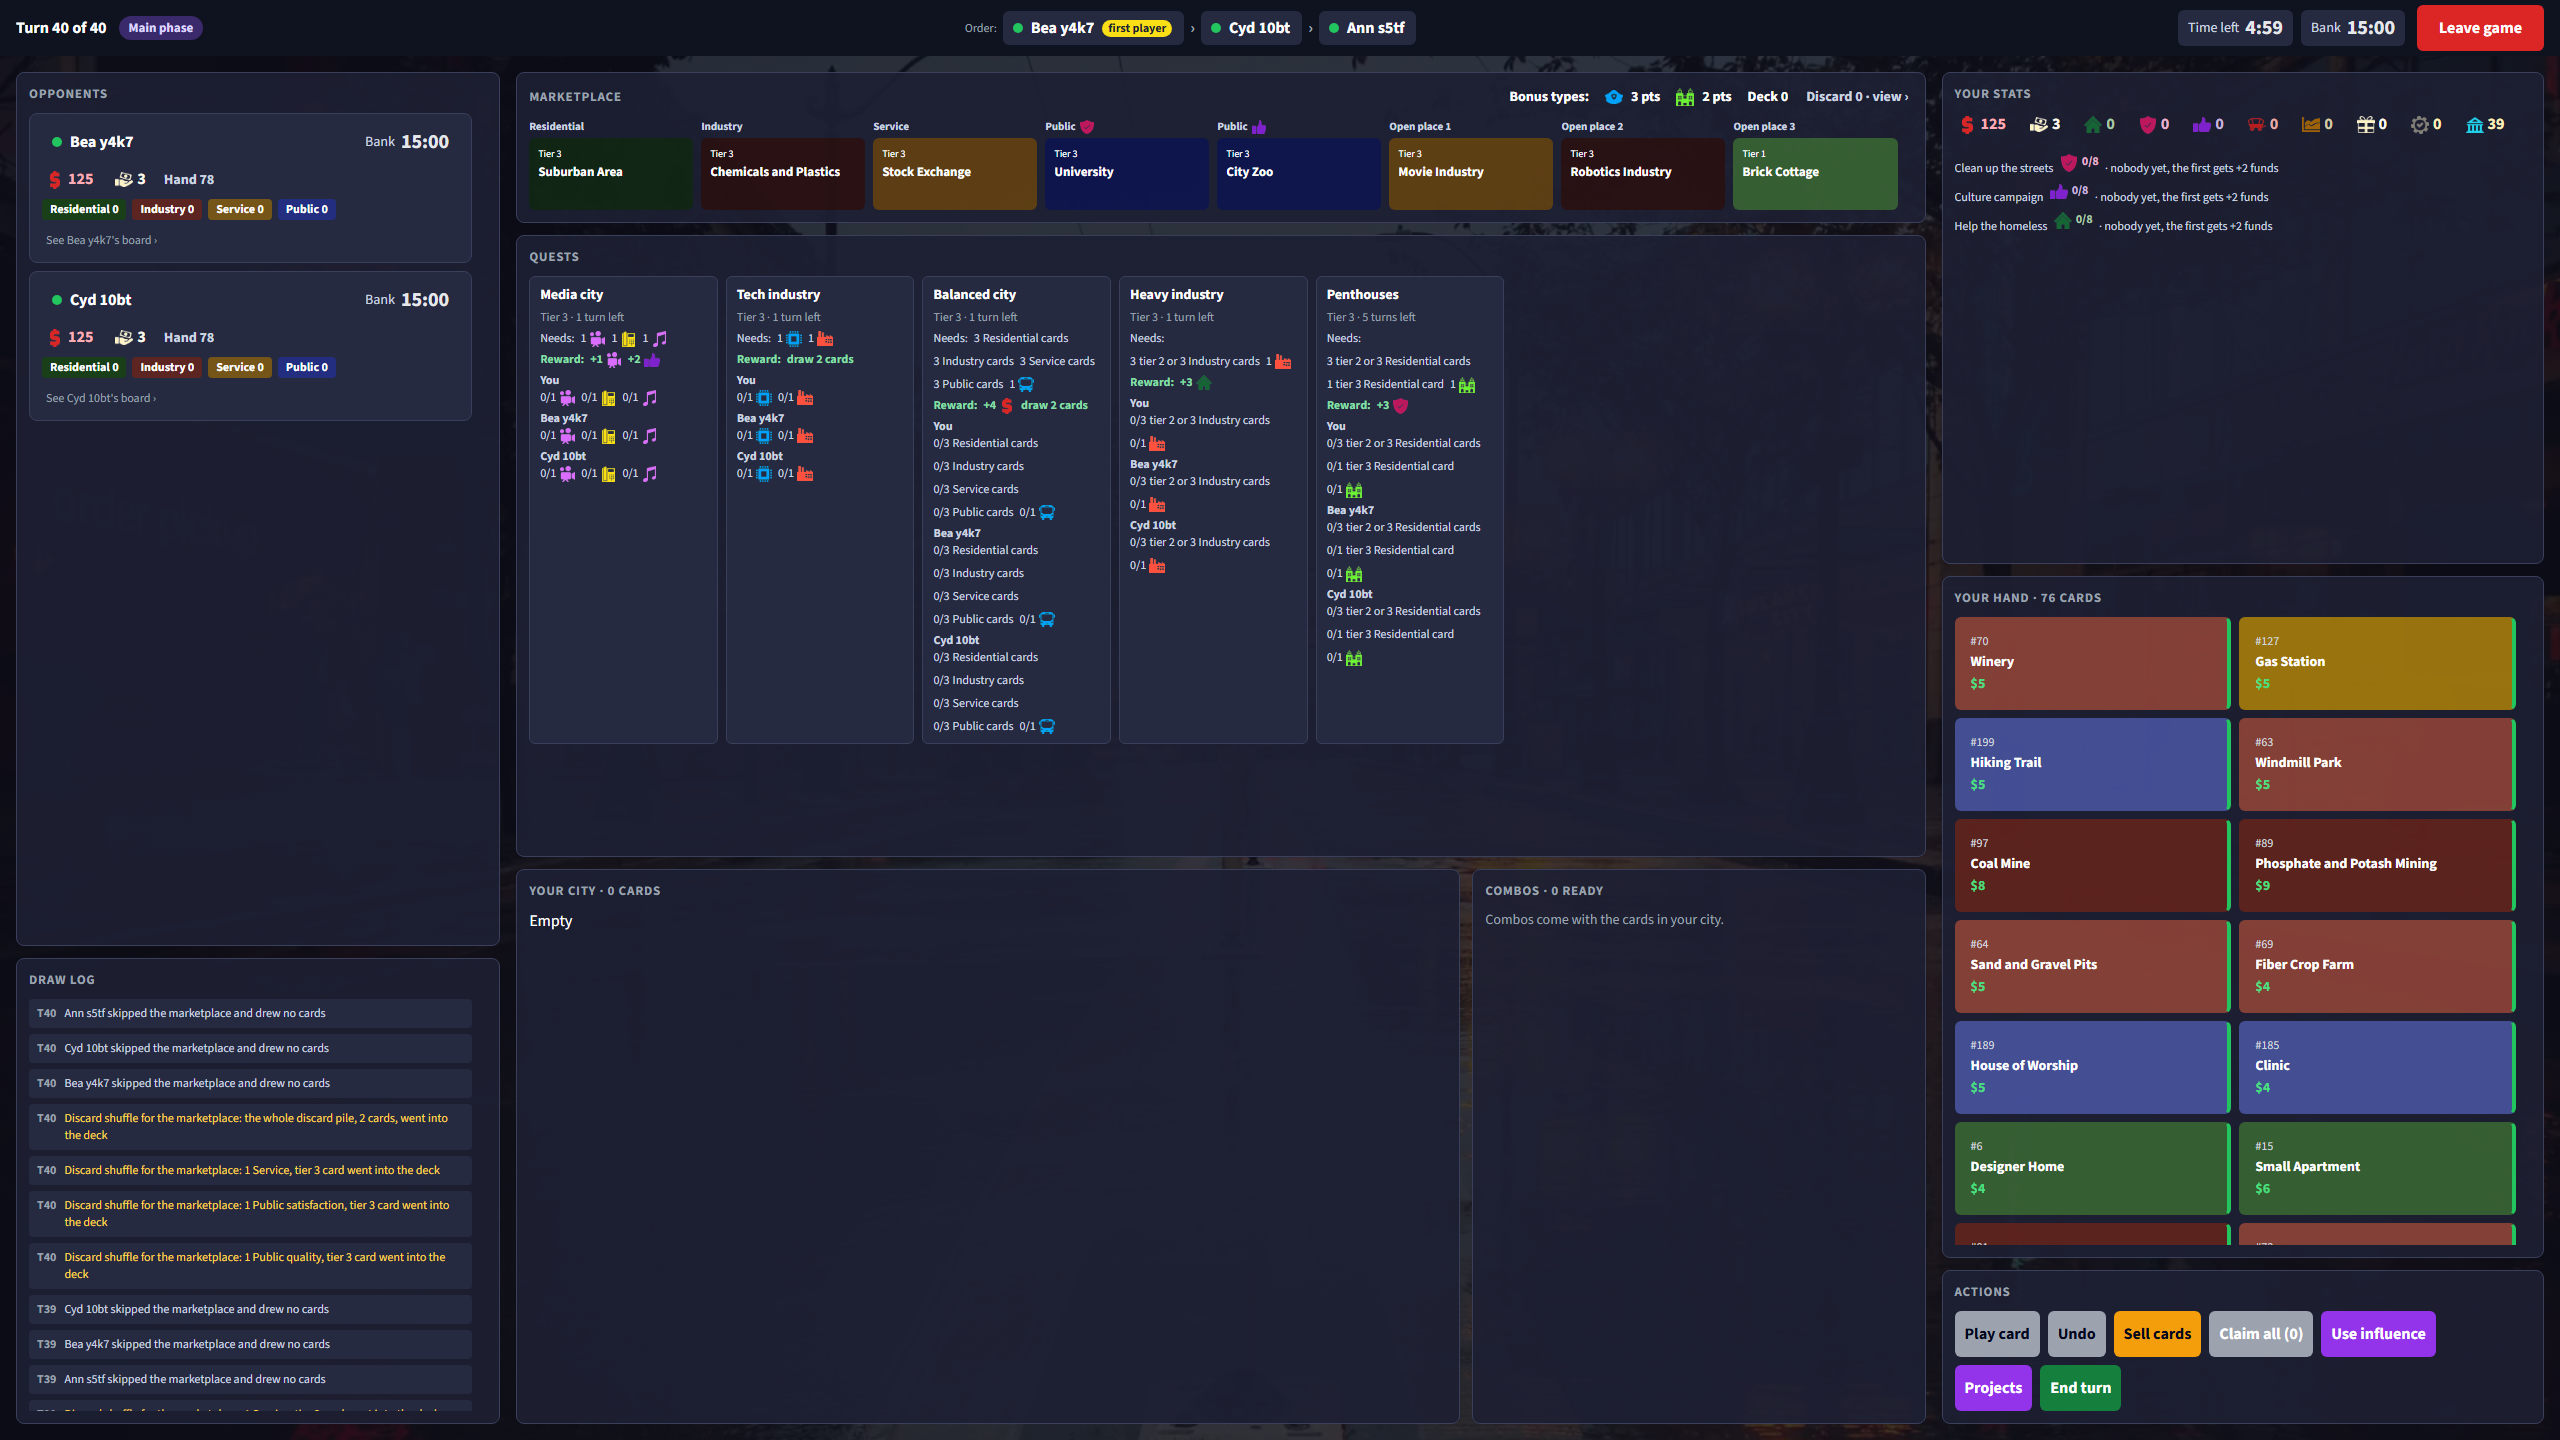 Turn 40 of 40 Main phase
Order: Bea y4k7 first player › Cyd 10bt › Ann s5tf
Time left 4:59 Bank 15:00 Leave game
OPPONENTS
Bea y4k7 Bank 15:00
125 3 Hand 78
Residential 0 Industry 0 Service 0 Public 0
See Bea y4k7's board ›
Cyd 10bt Bank 15:00
125 3 Hand 78
Residential 0 Industry 0 Service 0 Public 0
See Cyd 10bt's board ›
DRAW LOG
T40 Ann s5tf skipped the marketplace and drew no cards
T40 Cyd 10bt skipped the marketplace and drew no cards
T40 Bea y4k7 skipped the marketplace and drew no cards
T40 Discard shuffle for the marketplace: the whole discard pile, 2 cards, went into
the deck
T40 Discard shuffle for the marketplace: 1 Service, tier 3 card went into the deck
T40 Discard shuffle for the marketplace: 1 Public satisfaction, tier 3 card went into
the deck
T40 Discard shuffle for the marketplace: 1 Public quality, tier 3 card went into the
deck
T39 Cyd 10bt skipped the marketplace and drew no cards
T39 Bea y4k7 skipped the marketplace and drew no cards
T39 Ann s5tf skipped the marketplace and drew no cards
MARKETPLACE
Bonus types: 3 pts 2 pts Deck 0 Discard 0 · view ›
Residential
Tier 3
Suburban Area
Industry
Tier 3
Chemicals and Plastics
Service
Tier 3
Stock Exchange
Public
Tier 3
University
Public
Tier 3
City Zoo
Open place 1
Tier 3
Movie Industry
Open place 2
Tier 3
Robotics Industry
Open place 3
Tier 1
Brick Cottage
QUESTS
Media city
Tier 3 · 1 turn left
Needs: 1 1 1
Reward: +1 +2
You
0/1 0/1 0/1
Bea y4k7
0/1 0/1 0/1
Cyd 10bt
0/1 0/1 0/1
Tech industry
Tier 3 · 1 turn left
Needs: 1 1
Reward: draw 2 cards
You
0/1 0/1
Bea y4k7
0/1 0/1
Cyd 10bt
0/1 0/1
Balanced city
Tier 3 · 1 turn left
Needs: 3 Residential cards
3 Industry cards 3 Service cards
3 Public cards 1
Reward: +4 draw 2 cards
You
0/3 Residential cards
0/3 Industry cards
0/3 Service cards
0/3 Public cards 0/1
Bea y4k7
0/3 Residential cards
0/3 Industry cards
0/3 Service cards
0/3 Public cards 0/1
Cyd 10bt
0/3 Residential cards
0/3 Industry cards
0/3 Service cards
0/3 Public cards 0/1
Heavy industry
Tier 3 · 1 turn left
Needs:
3 tier 2 or 3 Industry cards 1
Reward: +3
You
0/3 tier 2 or 3 Industry cards
0/1
Bea y4k7
0/3 tier 2 or 3 Industry cards
0/1
Cyd 10bt
0/3 tier 2 or 3 Industry cards
0/1
Penthouses
Tier 3 · 5 turns left
Needs:
3 tier 2 or 3 Residential cards
1 tier 3 Residential card 1
Reward: +3
You
0/3 tier 2 or 3 Residential cards
0/1 tier 3 Residential card
0/1
Bea y4k7
0/3 tier 2 or 3 Residential cards
0/1 tier 3 Residential card
0/1
Cyd 10bt
0/3 tier 2 or 3 Residential cards
0/1 tier 3 Residential card
0/1
YOUR CITY · 0 CARDS
Empty
COMBOS · 0 READY
Combos come with the cards in your city.
YOUR STATS
125 3 0 0 0 0 0 0 0 39
Clean up the streets 0/8 · nobody yet, the first gets +2 funds
Culture campaign 0/8 · nobody yet, the first gets +2 funds
Help the homeless 0/8 · nobody yet, the first gets +2 funds
YOUR HAND · 76 CARDS
#70
Winery
$5
#127
Gas Station
$5
#199
Hiking Trail
$5
#63
Windmill Park
$5
#97
Coal Mine
$8
#89
Phosphate and Potash Mining
$9
#64
Sand and Gravel Pits
$5
#69
Fiber Crop Farm
$4
#189
House of Worship
$5
#185
Clinic
$4
#6
Designer Home
$4
#15
Small Apartment
$6
ACTIONS
Play card Undo Sell cards Claim all (0) Use influence
Projects End turn